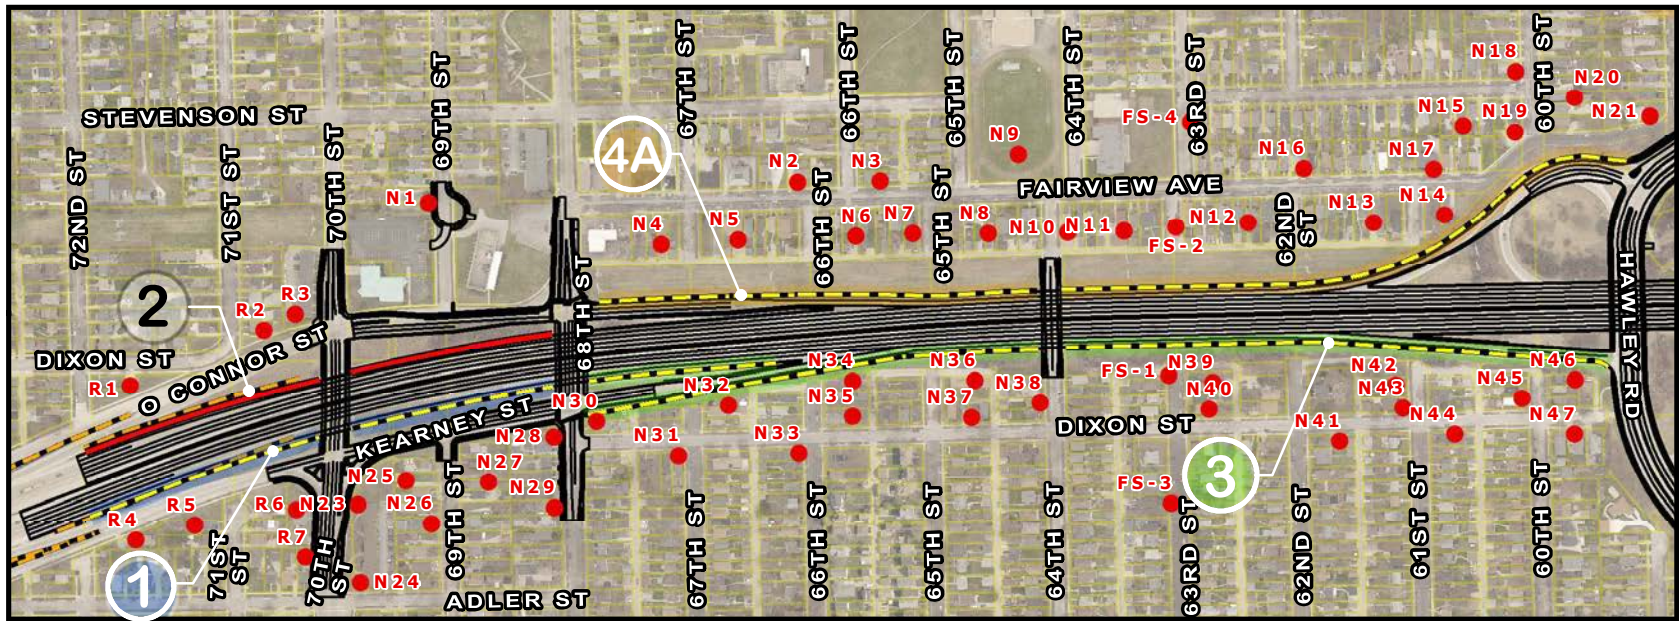 67TH ST
66TH ST
65TH ST
64TH ST
63RD ST
60TH ST
N18
N20
N21
N15
N19
FS-4
STEVENSON ST
69TH ST
70TH ST
71ST ST
72ND ST
4A
N9
N2
N3
N16
N17
FAIRVIEW AVE
N1
66TH ST
65TH ST
62ND
ST
N4
N5
N6
N7
N8
N10
N11
FS-2
N12
N13
N14
HAWLEY RD
68TH ST
2
R2
R3
O CONNOR ST
DIXON ST
R1
N34
N36
FS-1
N39
N42
N46
N32
N35
N37
N38
N40
N43
N45
N30
KEARNEY ST
N28
N31
N33
DIXON ST
N41
N44
N47
3
N25
N27
R4
R5
R6
N23
N26
N29
FS-3
R7
N24
1
71ST
ST
70TH
ST
69TH ST
67TH ST
66TH ST
65TH ST
64TH ST
63RD ST
62ND ST
61ST ST
60TH ST
ADLER ST